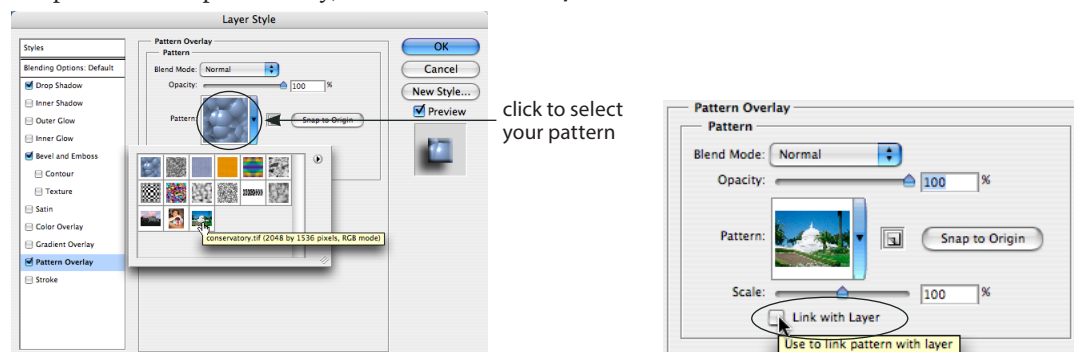 Layer Style
Styles
Blending Options: Default
Drop Shadow
Inner Shadow
Outer Glow
Inner Glow
Bevel and Emboss
Contour
Texture
Satin
Color Overlay
Gradient Overlay
Pattern Overlay
Stroke
Pattern Overlay
Pattern
Blend Mode: Normal
Opacity: 100 %
Pattern: Snap to Origin
conservatory.tif (2048 by 1536 pixels, RGB mode)
OK
Cancel
New Style...
Preview
click to select
your pattern
Pattern Overlay
Pattern
Blend Mode: Normal
Opacity: 100 %
Pattern: Snap to Origin
Scale: 100 %
Link with Layer
Use to link pattern with layer